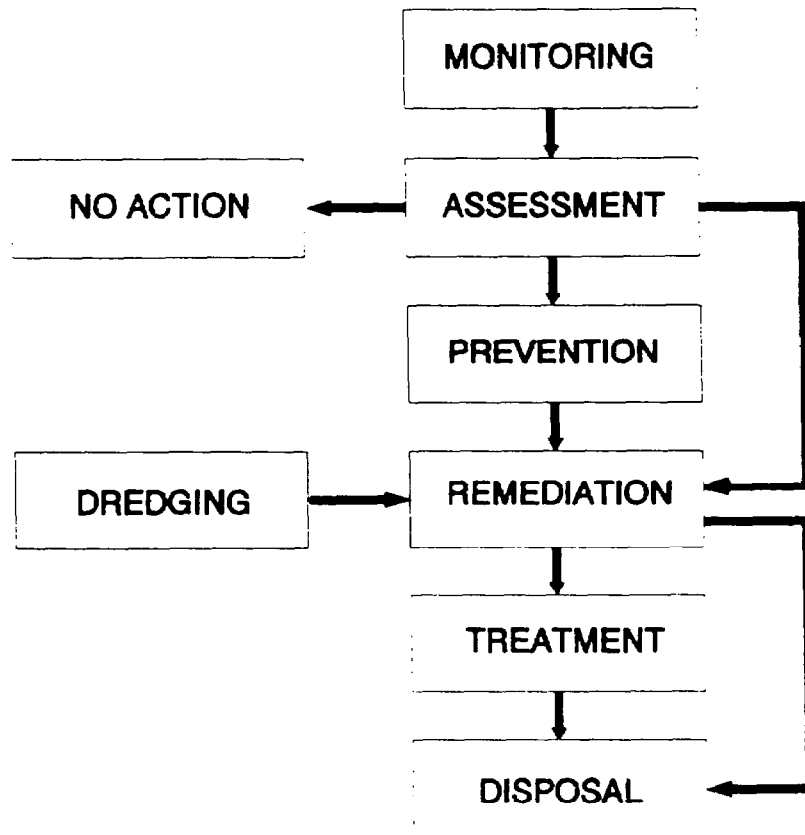 MONITORING
NO ACTION
ASSESSMENT
PREVENTION
DREDGING
REMEDIATION
TREATMENT
DISPOSAL